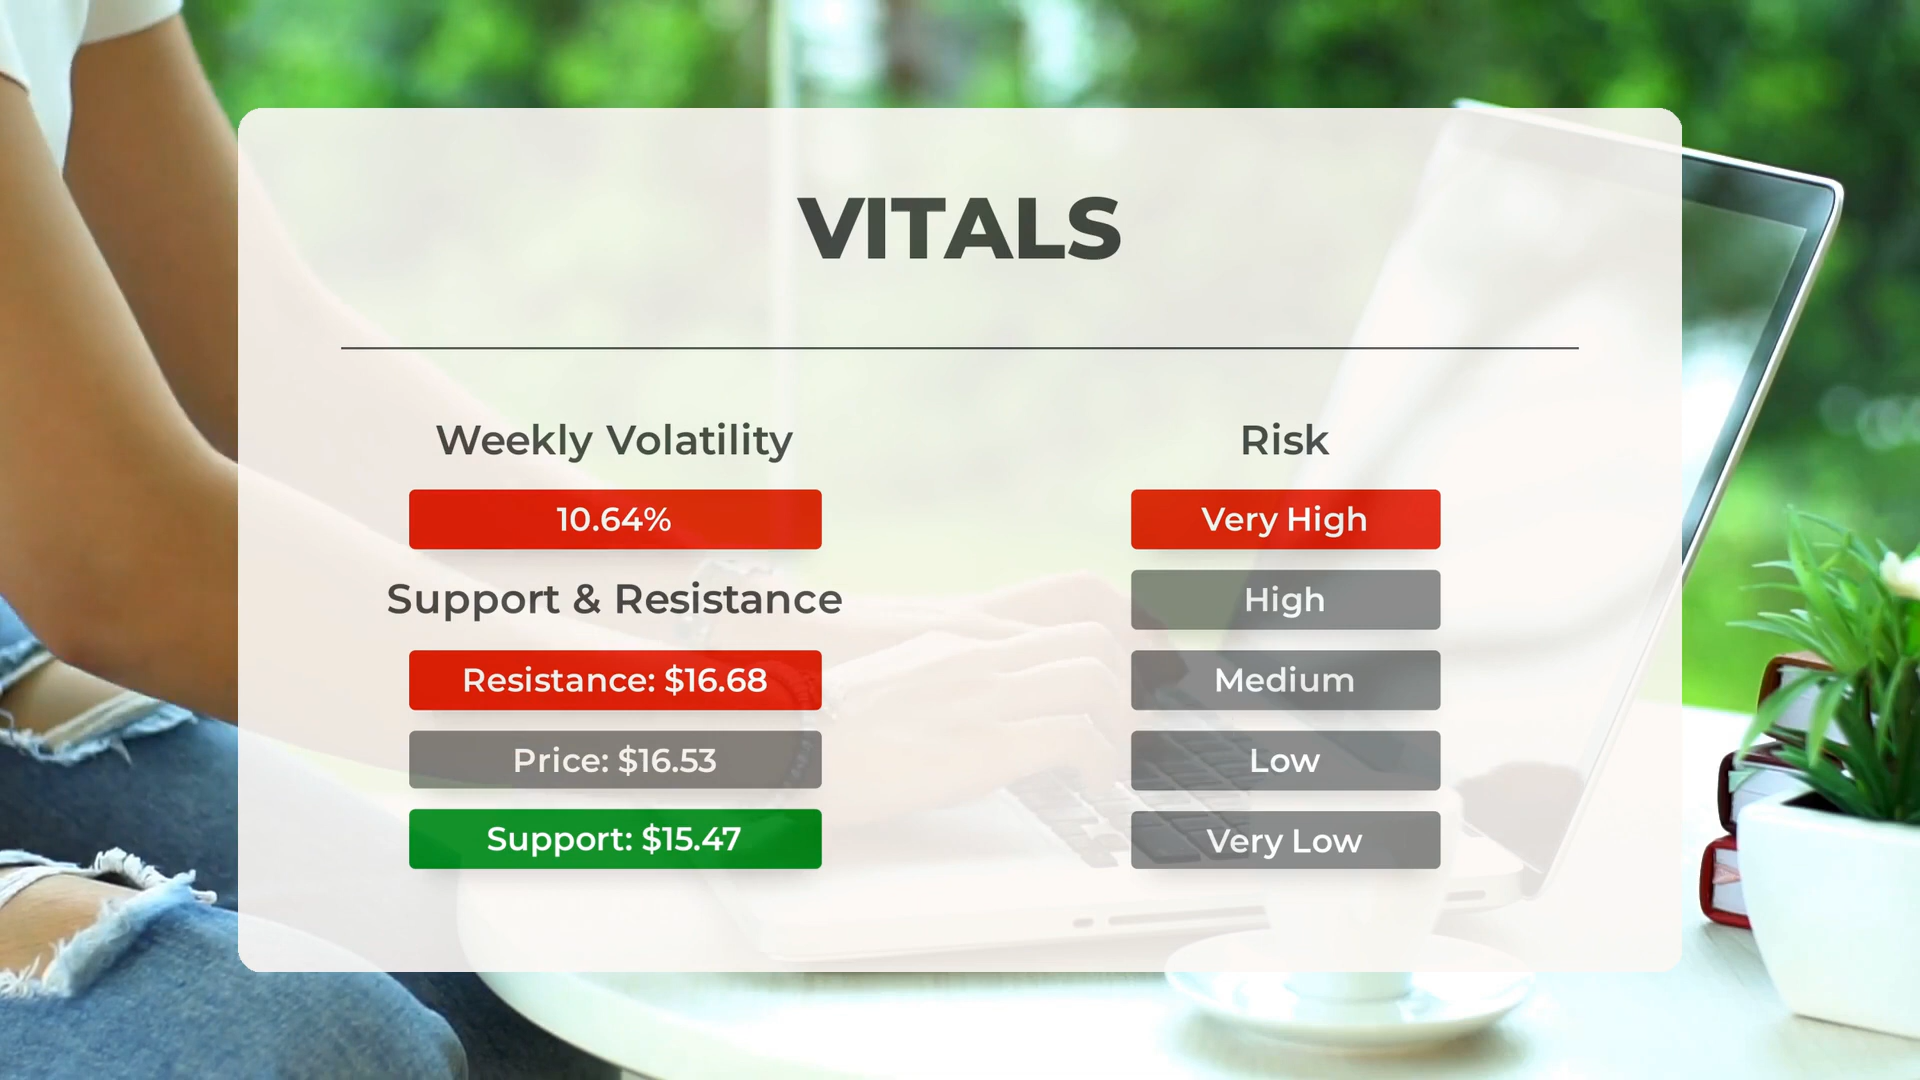 VITALS
Weekly Volatility
10.64%
Support & Resistance
Resistance: $16.68
Price: $16.53
Support: $15.47
Risk
Very High
High
Medium
Low
Very Low